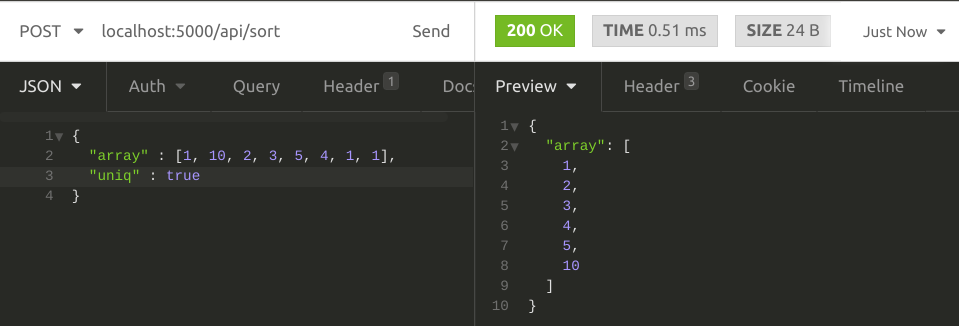 POST localhost:5000/api/sort Send
200 OK TIME 0.51 ms SIZE 24 B Just Now
JSON Auth Query Header 1 Doc
Preview Header 3 Cookie Timeline
1 {
2 "array" : [1, 10, 2, 3, 5, 4, 1, 1],
3 "uniq" : true
4 }
1 {
2 "array": [
3 1,
4 2,
5 3,
6 4,
7 5,
8 10
9 ]
10 }